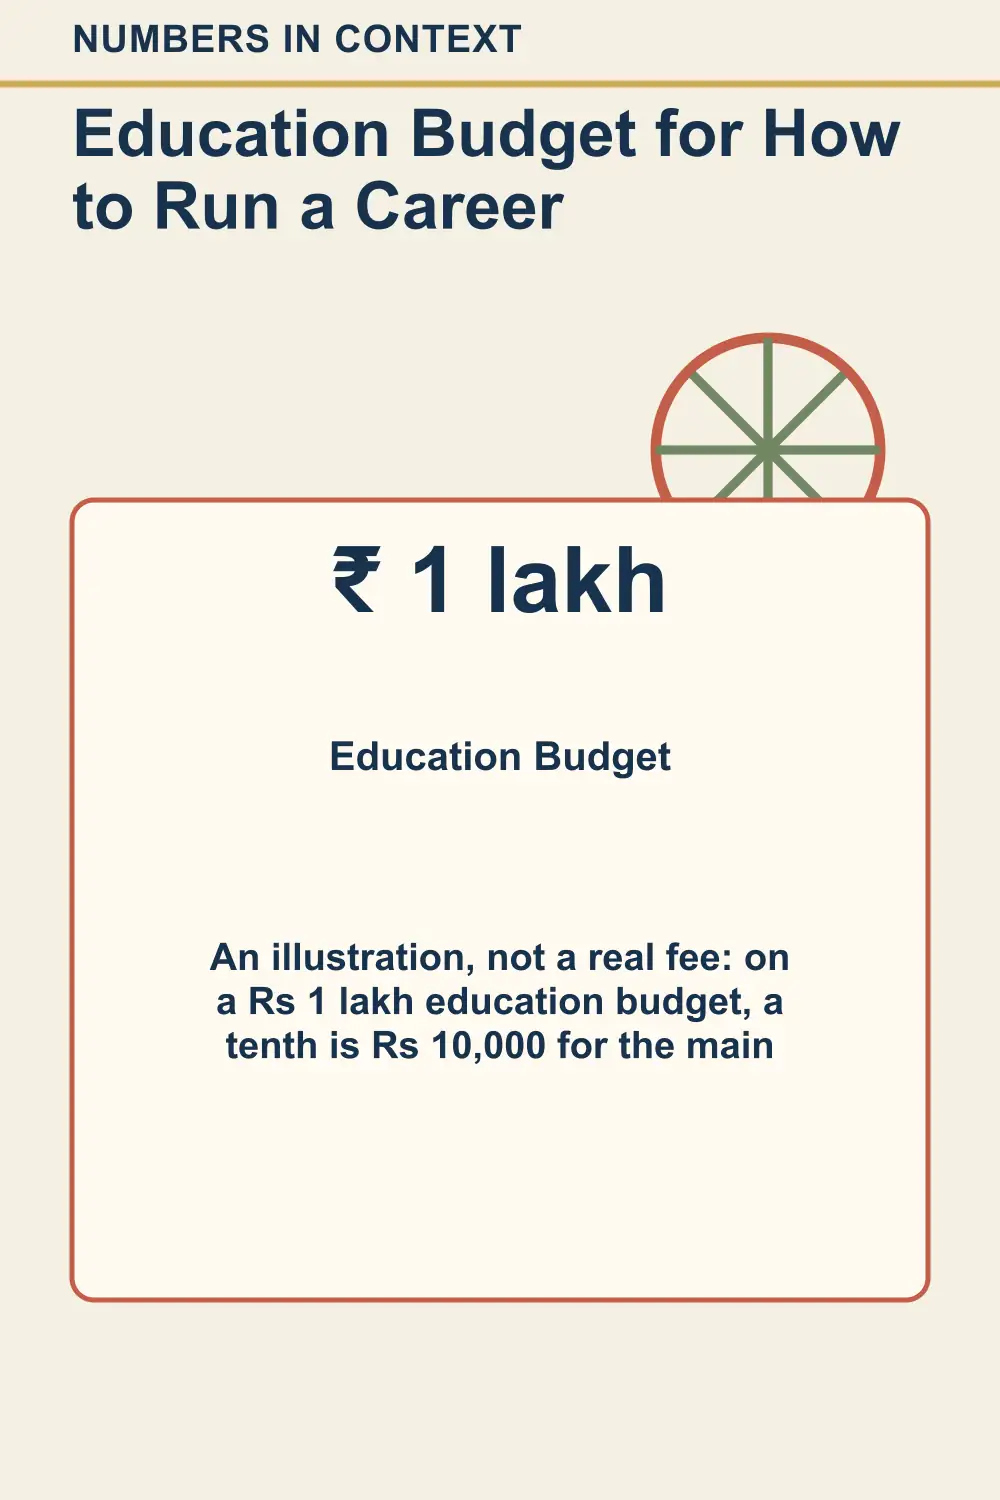 NUMBERS IN CONTEXT
Education Budget for How
to Run a Career
₹ 1 lakh
Education Budget
An illustration, not a real fee: on
a Rs 1 lakh education budget, a
tenth is Rs 10,000 for the main